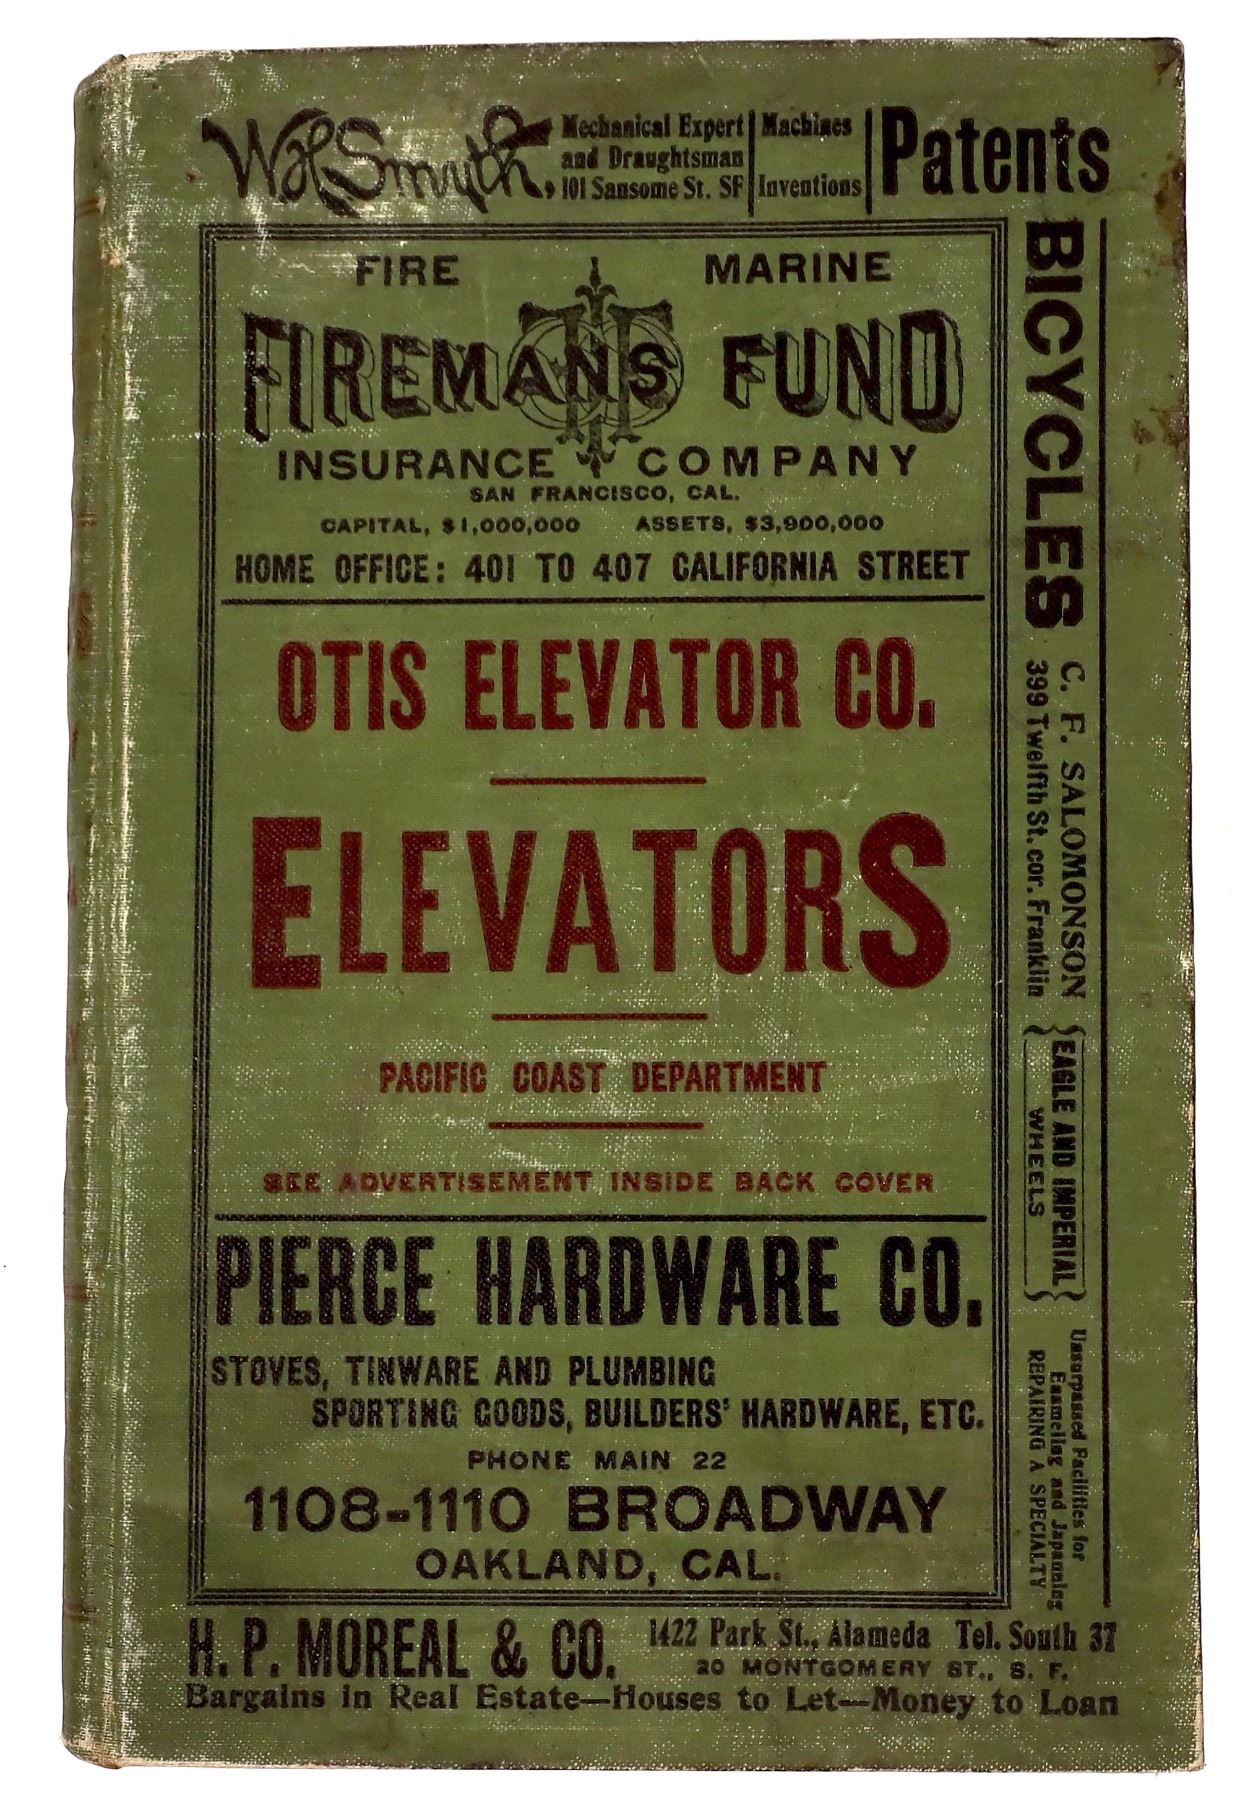 Wm H Smyth, Mechanical Expert and Draughtsman 101 Sansome St. SF | Machines Inventions | Patents
FIRE MARINE
FIREMANS FUND
INSURANCE COMPANY
SAN FRANCISCO, CAL.
CAPITAL, $1,000,000 ASSETS, $3,900,000
HOME OFFICE: 401 TO 407 CALIFORNIA STREET
OTIS ELEVATOR CO.
ELEVATORS
PACIFIC COAST DEPARTMENT
SEE ADVERTISEMENT INSIDE BACK COVER
PIERCE HARDWARE CO.
STOVES, TINWARE AND PLUMBING
SPORTING GOODS, BUILDERS' HARDWARE, ETC.
PHONE MAIN 22
1108-1110 BROADWAY
OAKLAND, CAL.
BICYCLES
C. F. SALOMONSON
399 Twelfth St. cor. Franklin
EAGLE AND IMPERIAL
WHEELS
Unsurpassed Facilities for
Enameling and Japanning
REPAIRING A SPECIALTY
H. P. MOREAL & CO. 1422 Park St., Alameda Tel. South 37
20 MONTGOMERY ST., S. F.
Bargains in Real Estate—Houses to Let—Money to Loan